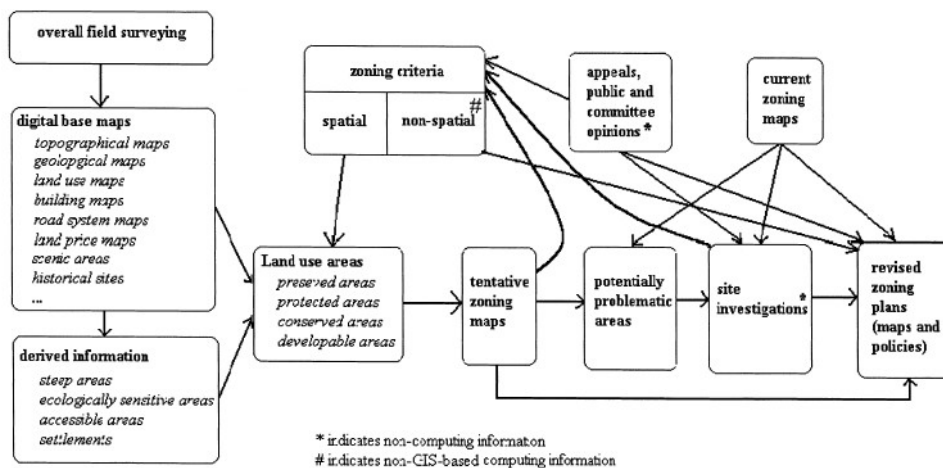 overall field surveying
digital base maps
topographical maps
geolopgical maps
land use maps
building maps
road system maps
land price maps
scenic areas
historical sites
...
derived information
steep areas
ecologically sensitive areas
accessible areas
settlements
zoning criteria
spatial
non-spatial #
Land use areas
preseved areas
protected areas
conserved areas
developable areas
tentative
zoning
maps
appeals,
public and
committee
opinions *
current
zoning
maps
potentially
problematic
areas
site
investigations *
revised
zoning
plans
(maps and
policies)
* indicates non-computing information
# indicates non-GIS-based computing information